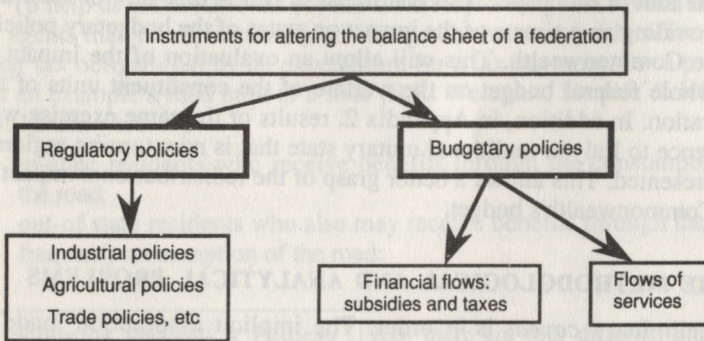 Instruments for altering the balance sheet of a federation
Regulatory policies
Budgetary policies
Industrial policies
Agricultural policies
Trade policies, etc
Financial flows:
subsidies and taxes
Flows of
services